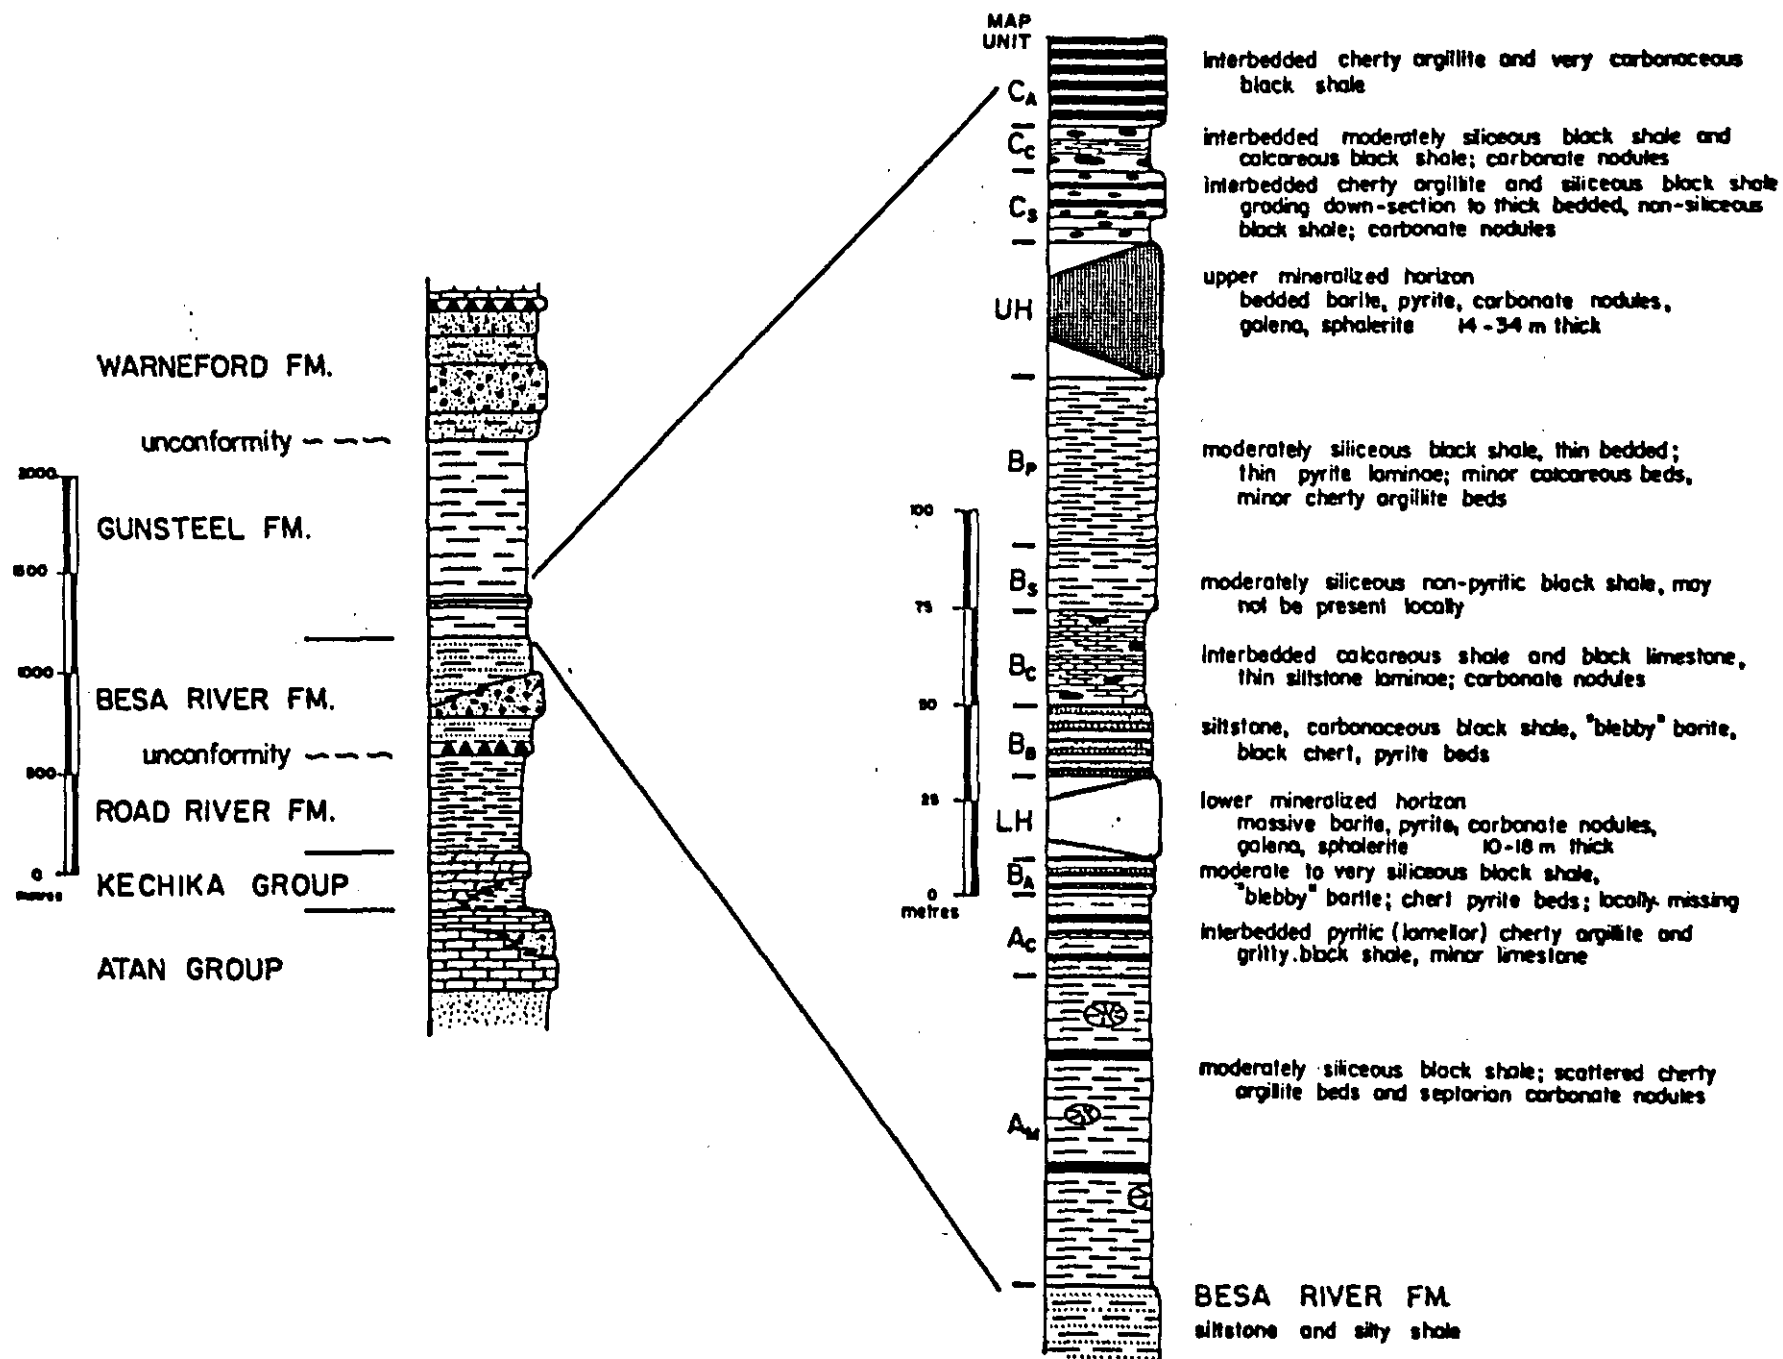 WARNEFORD FM.
unconformity
GUNSTEEL FM.
BESA RIVER FM.
unconformity
ROAD RIVER FM.
KECHIKA GROUP
ATAN GROUP
2000
1500
1000
500
0
metres
MAP
UNIT
CA
interbedded cherty argillite and very carbonaceous
black shale
CC
interbedded moderately siliceous black shale and
calcareous black shale; carbonate nodules
CS
interbedded cherty argillite and siliceous black shale
grading down-section to thick bedded, non-siliceous
black shale; carbonate nodules
UH
upper mineralized horizon
bedded barite, pyrite, carbonate nodules,
galena, sphalerite 14-34 m thick
BP
moderately siliceous black shale, thin bedded;
thin pyrite laminae; minor calcareous beds,
minor cherty argillite beds
100
75
50
25
0
metres
BS
moderately siliceous non-pyritic black shale, may
not be present locally
BC
interbedded calcareous shale and black limestone,
thin siltstone laminae; carbonate nodules
BB
siltstone, carbonaceous black shale, "blebby" barite,
black chert, pyrite beds
LH
lower mineralized horizon
massive barite, pyrite, carbonate nodules,
galena, sphalerite 10-18 m thick
BA
moderate to very siliceous black shale,
"blebby" barite; chert pyrite beds; locally missing
AC
interbedded pyritic (lamellar) cherty argillite and
gritty black shale, minor limestone
AM
moderately siliceous black shale; scattered cherty
argillite beds and septarian carbonate nodules
BESA RIVER FM.
siltstone and silty shale